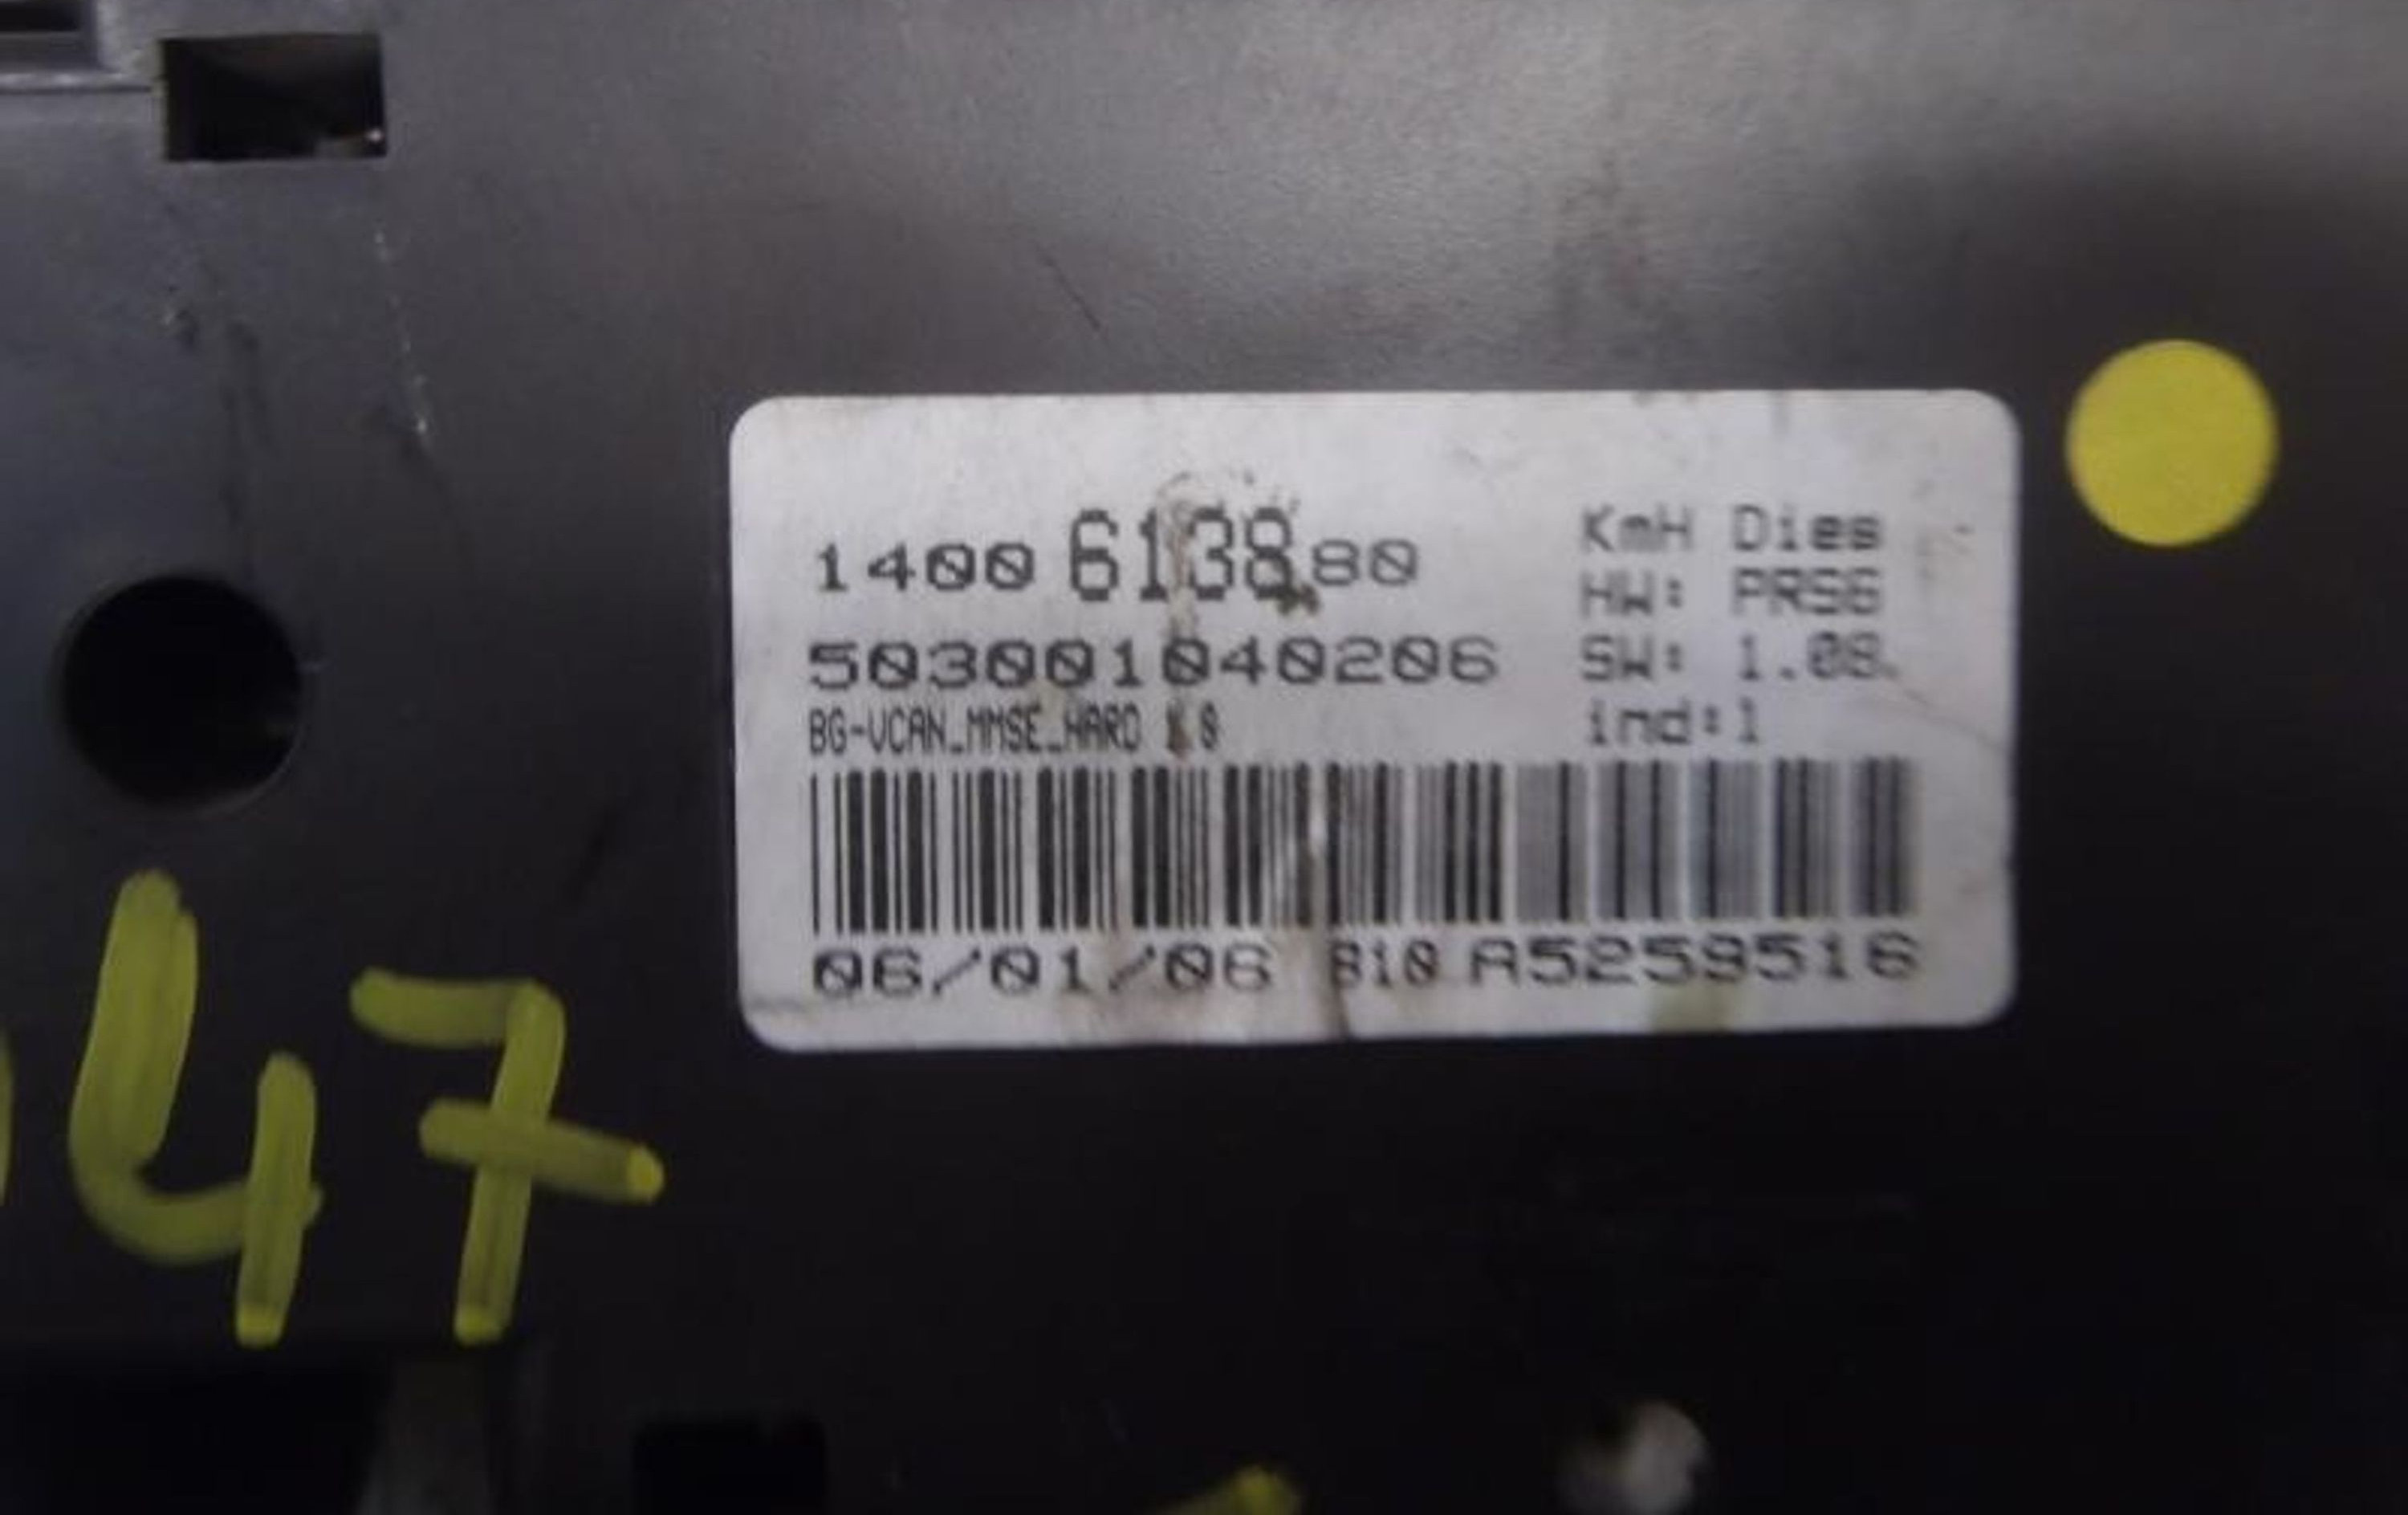 1400 6138 80
KmH Dies
HW: PRS6
503001040206
SW: 1.08
BG-VCAN_MMSE_HARD
ind:1
06/01/06 810 A5259516
47